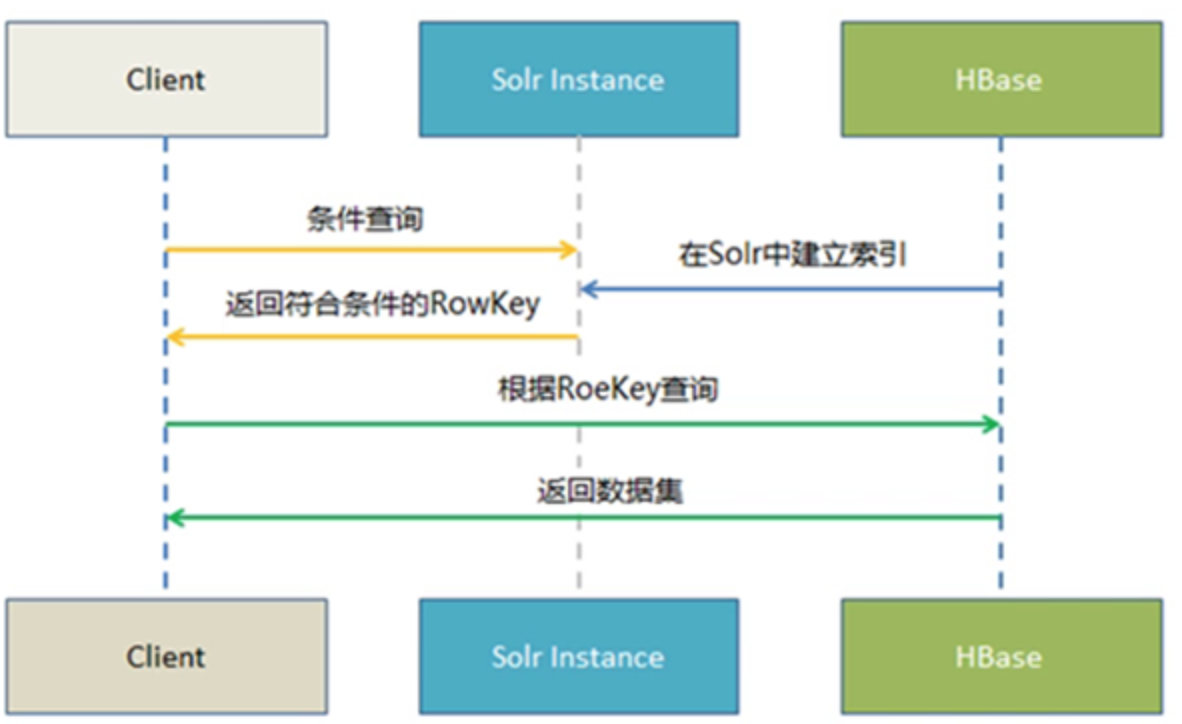 Client
Solr Instance
HBase
条件查询
在Solr中建立索引
返回符合条件的RowKey
根据RoeKey查询
返回数据集
Client
Solr Instance
HBase